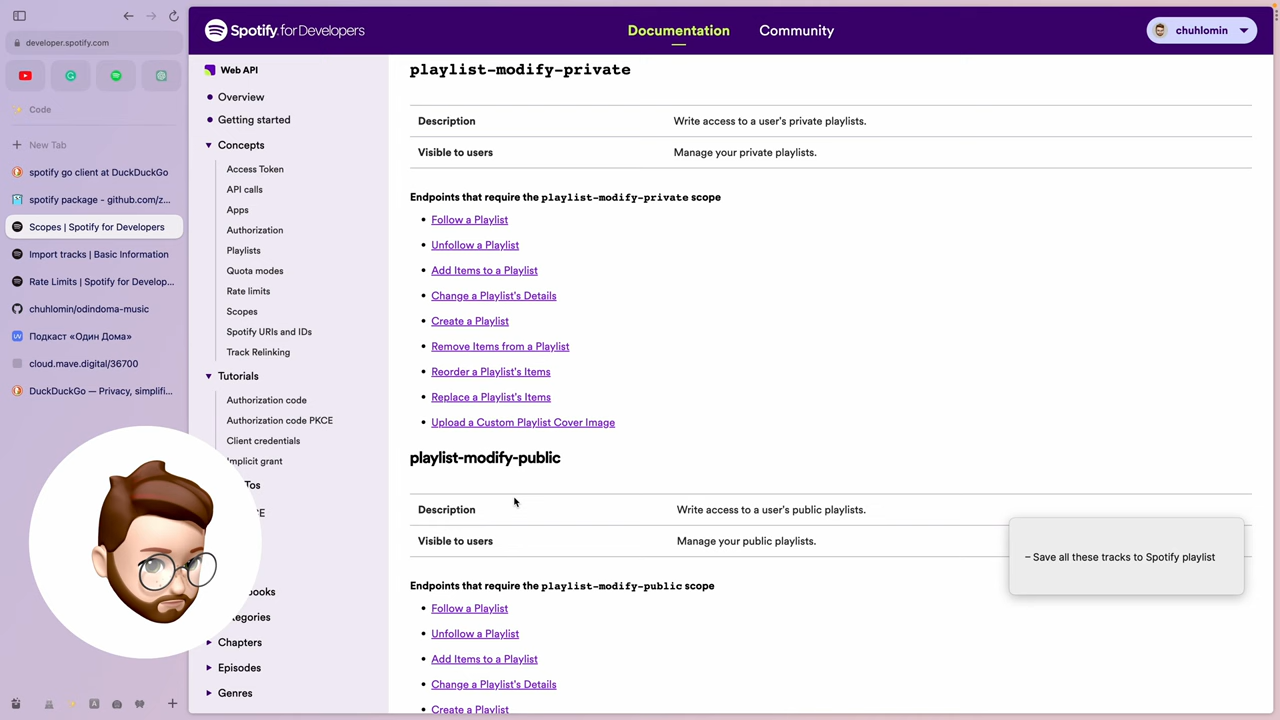 developer.spotify.com
Code
New Tab
spotify go client at DuckDuckGo
spotify package - github.com/z...
Scopes | Spotify for Developers
Import tracks | Basic Information
Rate Limits | Spotify for Develop...
chuhlomin/odindoma-music
Подкаст «Один Дома»
cloud.mave.digital/36700
DuckDuckGo — Privacy, simplifi...
Spotify for Developers
Documentation
Community
chuhlomin
Web API
Overview
Getting started
Concepts
Access Token
API calls
Apps
Authorization
Playlists
Quota modes
Rate limits
Scopes
Spotify URIs and IDs
Track Relinking
Tutorials
Authorization code
Authorization code PKCE
Client credentials
Implicit grant
Tos
E
books
tegories
Chapters
Episodes
Genres
playlist-modify-private
Description Write access to a user's private playlists.
Visible to users Manage your private playlists.
Endpoints that require the playlist-modify-private scope
Follow a Playlist
Unfollow a Playlist
Add Items to a Playlist
Change a Playlist's Details
Create a Playlist
Remove Items from a Playlist
Reorder a Playlist's Items
Replace a Playlist's Items
Upload a Custom Playlist Cover Image
playlist-modify-public
Description Write access to a user's public playlists.
Visible to users Manage your public playlists.
Endpoints that require the playlist-modify-public scope
Follow a Playlist
Unfollow a Playlist
Add Items to a Playlist
Change a Playlist's Details
Create a Playlist
– Save all these tracks to Spotify playlist